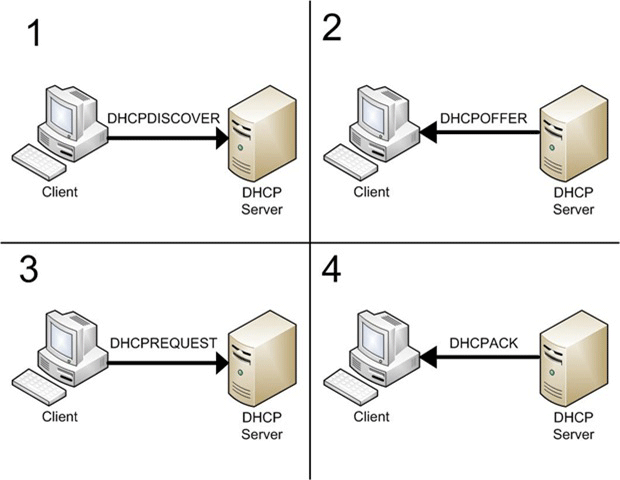 1
DHCPDISCOVER
Client
DHCP
Server
2
DHCPOFFER
Client
DHCP
Server
3
DHCPREQUEST
Client
DHCP
Server
4
DHCPACK
Client
DHCP
Server